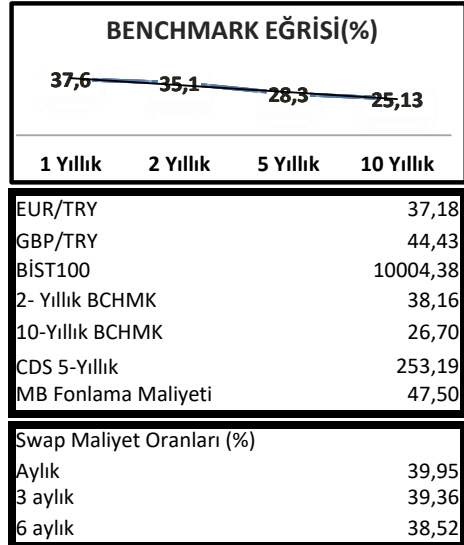 BENCHMARK EĞRİSİ(%)
37,6 35,1 28,3 25,13
1 Yıllık 2 Yıllık 5 Yıllık 10 Yıllık
EUR/TRY 37,18
GBP/TRY 44,43
BİST100 10004,38
2- Yıllık BCHMK 38,16
10-Yıllık BCHMK 26,70
CDS 5-Yıllık 253,19
MB Fonlama Maliyeti 47,50
Swap Maliyet Oranları (%)
Aylık 39,95
3 aylık 39,36
6 aylık 38,52